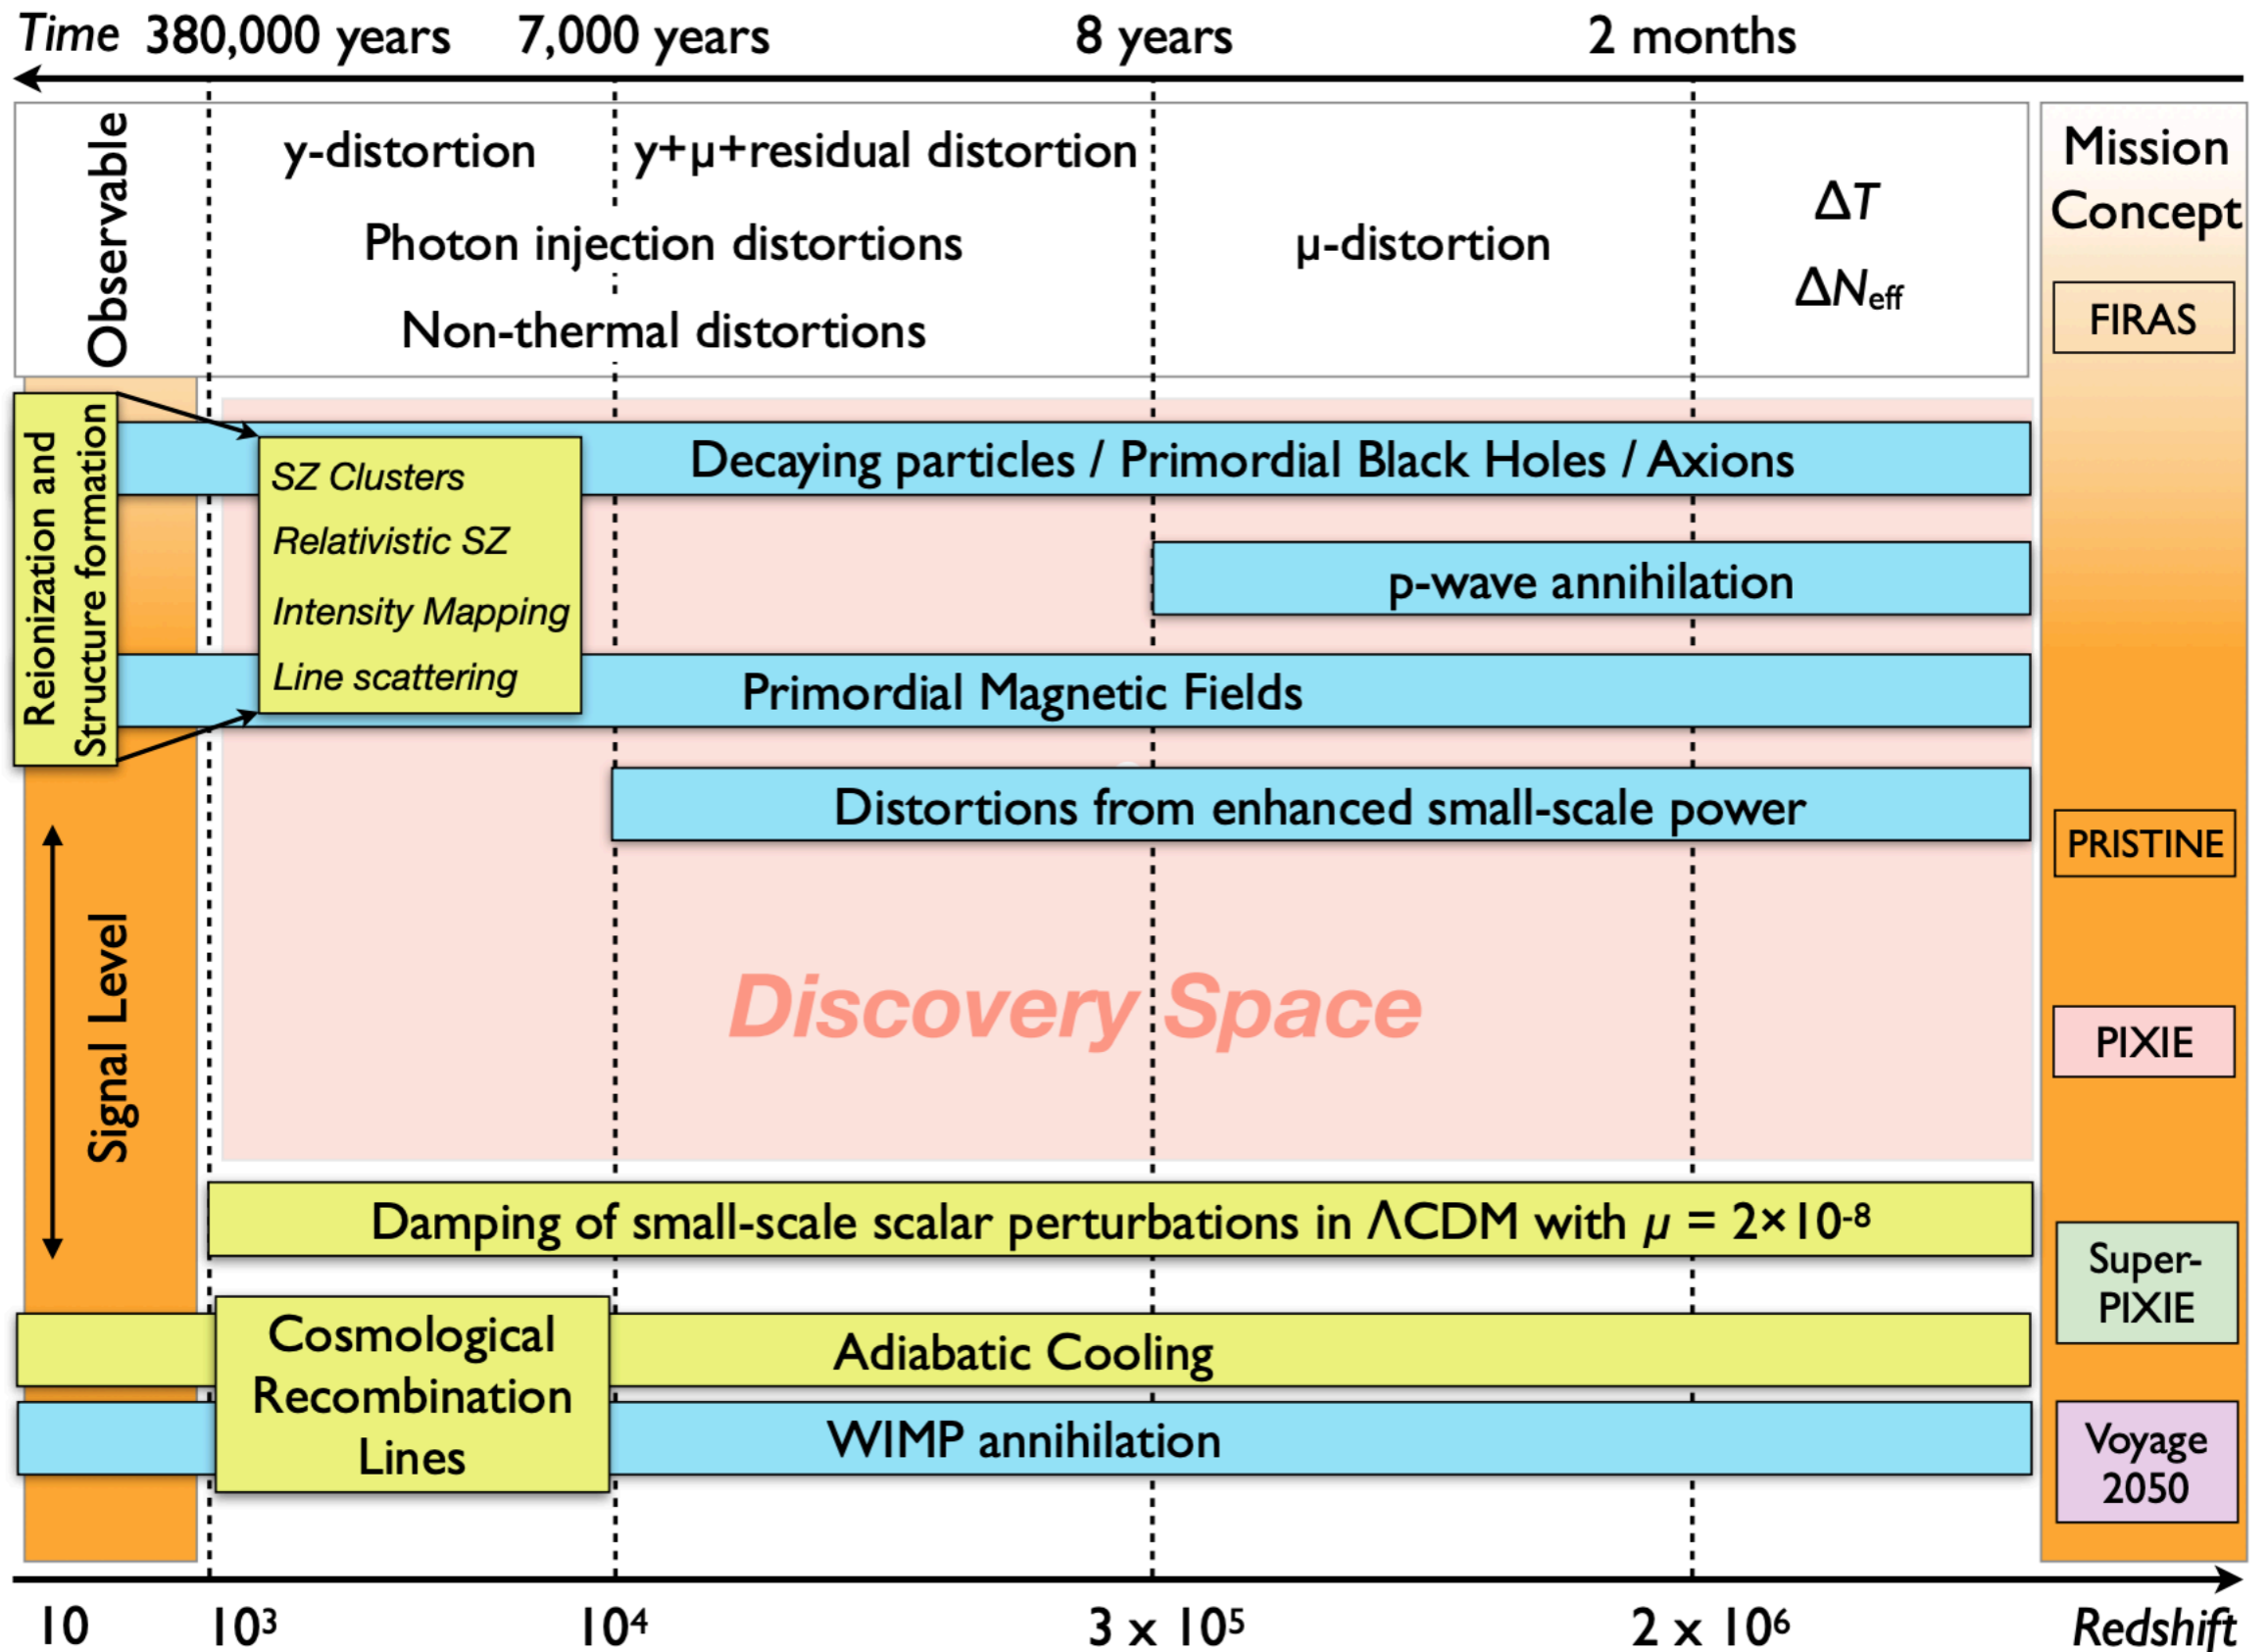 Time 380,000 years 7,000 years 8 years 2 months
Observable
y-distortion
y+μ+residual distortion
Photon injection distortions
Non-thermal distortions
μ-distortion
ΔT
ΔNeff
Mission
Concept
FIRAS
PRISTINE
PIXIE
Super-
PIXIE
Voyage
2050
Reionization and
Structure formation
SZ Clusters
Relativistic SZ
Intensity Mapping
Line scattering
Decaying particles / Primordial Black Holes / Axions
p-wave annihilation
Primordial Magnetic Fields
Distortions from enhanced small-scale power
Signal Level
Discovery Space
Damping of small-scale scalar perturbations in ΛCDM with μ = 2×10⁻⁸
Cosmological
Recombination
Lines
Adiabatic Cooling
WIMP annihilation
10 10³ 10⁴ 3 x 10⁵ 2 x 10⁶ Redshift